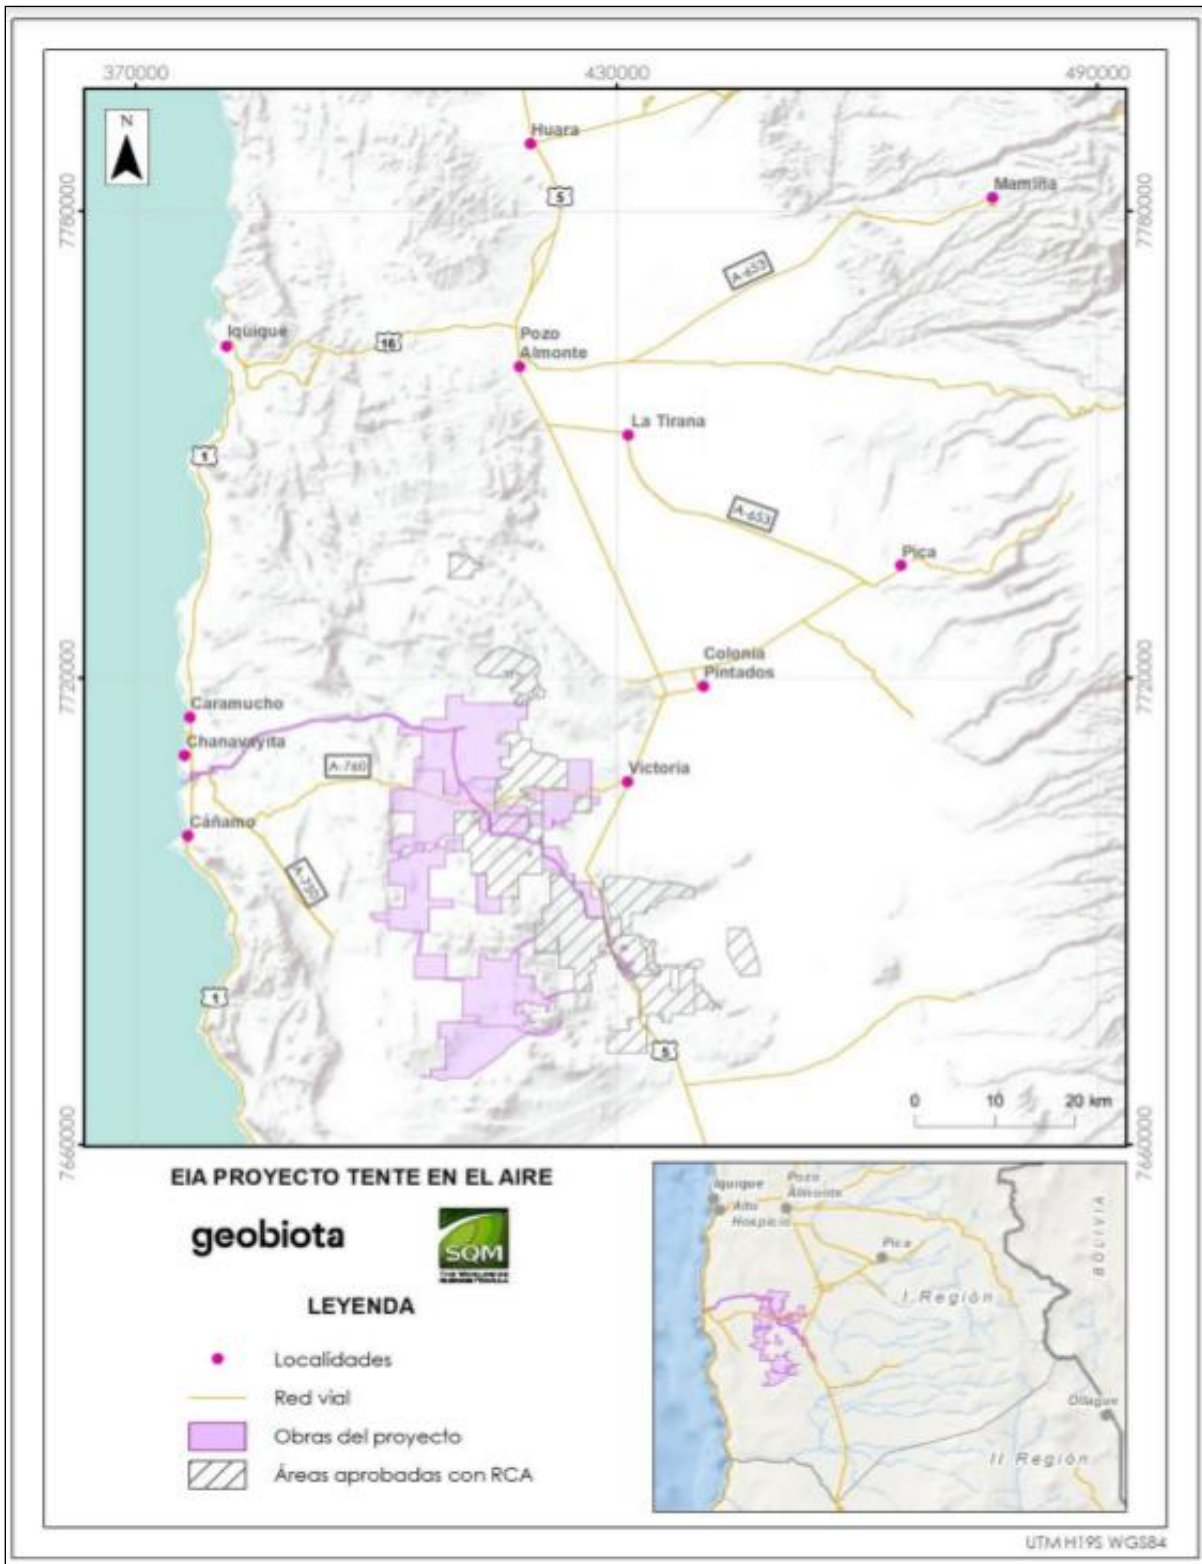 370000
430000
490000
N
Huara
5
Mamiña
7780000
7780000
A-653
Iquique
16
Pozo
Almonte
La Tirana
1
A-653
Pica
Colonia
Pintados
7720000
7720000
Caramucho
Chanavayita
A-760
Victoria
Cáñamo
A-750
1
5
0 10 20 km
7660000
7660000
EIA PROYECTO TENTE EN EL AIRE
geobiota
SQM
LEYENDA
Localidades
Red vial
Obras del proyecto
Áreas aprobadas con RCA
Iquique
Pozo
Almonte
Alto
Hospicio
Pica
BOLIVIA
I Región
Ollague
II Región
UTM H19S WGS84